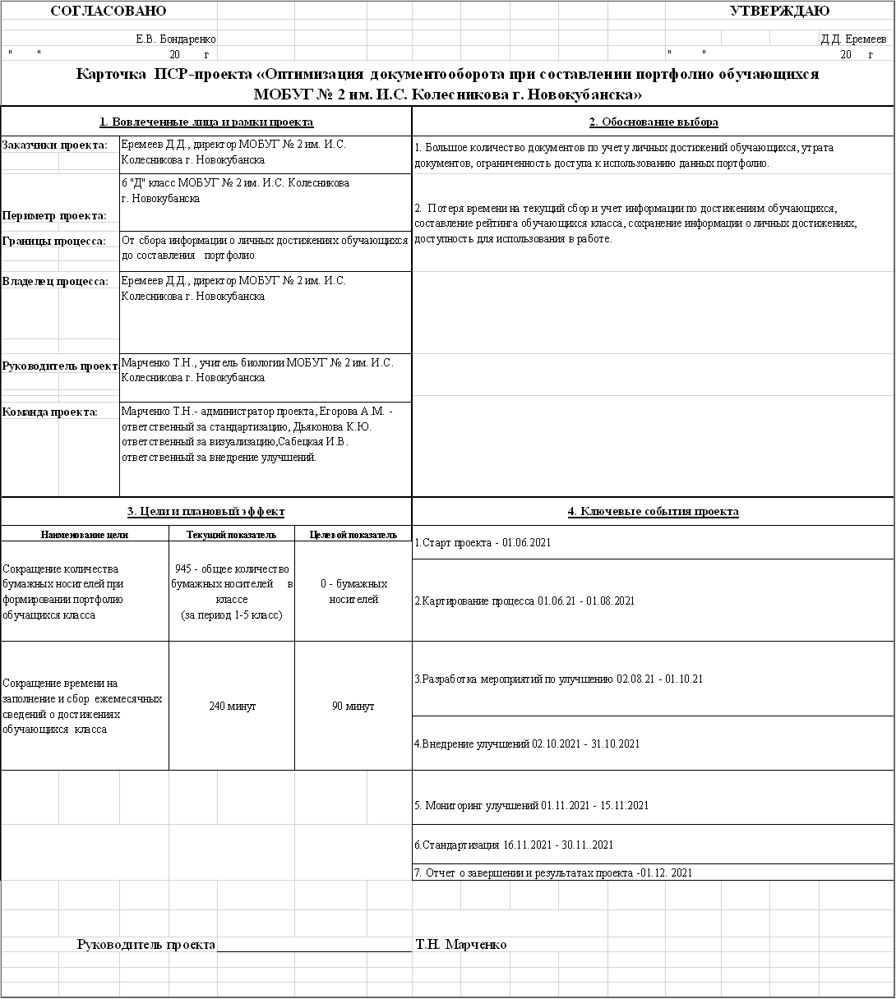 СОГЛАСОВАНО УТВЕРЖДАЮ
Е.В. Бондаренко Д.Д. Еремеев
" " 20 г " " 20 г
Карточка ПСР-проекта «Оптимизация документооборота при составлении портфолио обучающихся
МОБУГ № 2 им. И.С. Колесникова г. Новокубанска»
1. Вовлеченные лица и рамки проекта
Заказчики проекта:
Еремеев Д.Д., директор МОБУГ № 2 им. И.С.
Колесникова г. Новокубанска
Периметр проекта:
6 "Д" класс МОБУГ № 2 им. И.С. Колесникова
г. Новокубанска
Границы процесса:
От сбора информации о личных достижениях обучающихся
до составления портфолио
Владелец процесса:
Еремеев Д.Д., директор МОБУГ № 2 им. И.С.
Колесникова г. Новокубанска
Руководитель проект
Марченко Т.Н., учитель биологии МОБУГ № 2 им. И.С.
Колесникова г. Новокубанска
Команда проекта:
Марченко Т.Н.- администратор проекта, Егорова А.М. -
ответственный за стандартизацию, Дьяконова К.Ю.
ответственный за визуализацию,Сабецкая И.В.
ответственный за внедрение улучшений.
2. Обоснование выбора
1. Большое количество документов по учету личных достижений обучающихся, утрата
документов, ограниченность доступа к использованию данных портфолио.
2. Потеря времени на текущий сбор и учет информации по достижениям обучающихся,
составление рейтинга обучающихся класса, сохранение информации о личных достижениях,
доступность для использования в работе.
3. Цели и плановый эффект
Наименование цели Текущий показатель Целевой показатель
Сокращение количества
бумажных носителей при
формировании портфолио
обучащихся класса
945 - общее количество
бумажных носителей в
классе
(за период 1-5 класс)
0 - бумажных
носителей
Сокращение времени на
заполнение и сбор ежемесячных
сведений о достижениях
обучающихся класса
240 минут
90 минут
4. Ключевые события проекта
1.Старт проекта - 01.06.2021
2.Картирование процесса 01.06.21 - 01.08.2021
3.Разработка мероприятий по улучшению 02.08.21 - 01.10.21
4.Внедрение улучшений 02.10.2021 - 31.10.2021
5. Мониторинг улучшений 01.11.2021 - 15.11.2021
6.Стандартизация 16.11.2021 - 30.11..2021
7. Отчет о завершении и результатах проекта -01.12. 2021
Руководитель проекта Т.Н. Марченко